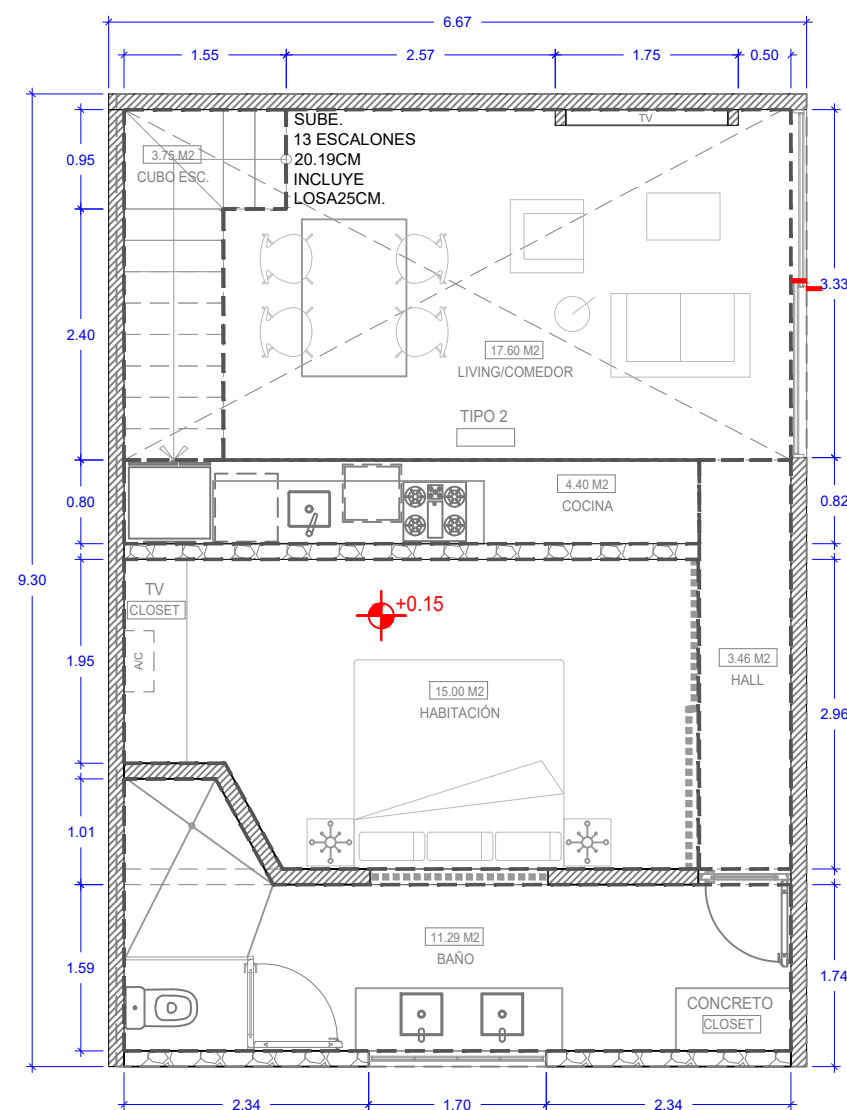 6.67
1.55
2.57
1.75
0.50
SUBE.
13 ESCALONES
20.19CM
INCLUYE
LOSA25CM.
TV
3.75 M2
CUBO ESC.
0.95
3.33
2.40
17.60 M2
LIVING/COMEDOR
TIPO 2
4.40 M2
COCINA
0.80
0.82
9.30
TV
CLOSET
A/C
+0.15
1.95
3.46 M2
HALL
15.00 M2
HABITACIÓN
2.96
1.01
11.29 M2
BAÑO
1.59
1.74
CONCRETO
CLOSET
2.34
1.70
2.34